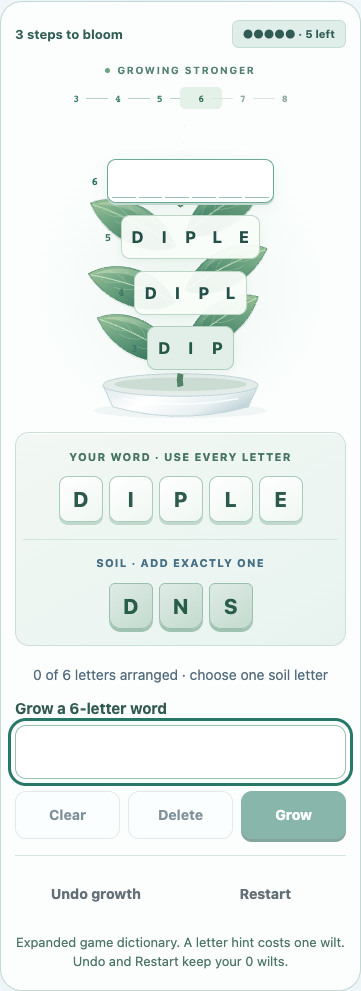 3 steps to bloom
●●●●● · 5 left
GROWING STRONGER
3 4 5 6 7 8
6
5 D I P L E
4 D I P L
3 D I P
YOUR WORD · USE EVERY LETTER
D I P L E
SOIL · ADD EXACTLY ONE
D N S
0 of 6 letters arranged · choose one soil letter
Grow a 6-letter word
Clear Delete Grow
Undo growth Restart
Expanded game dictionary. A letter hint costs one wilt.
Undo and Restart keep your 0 wilts.